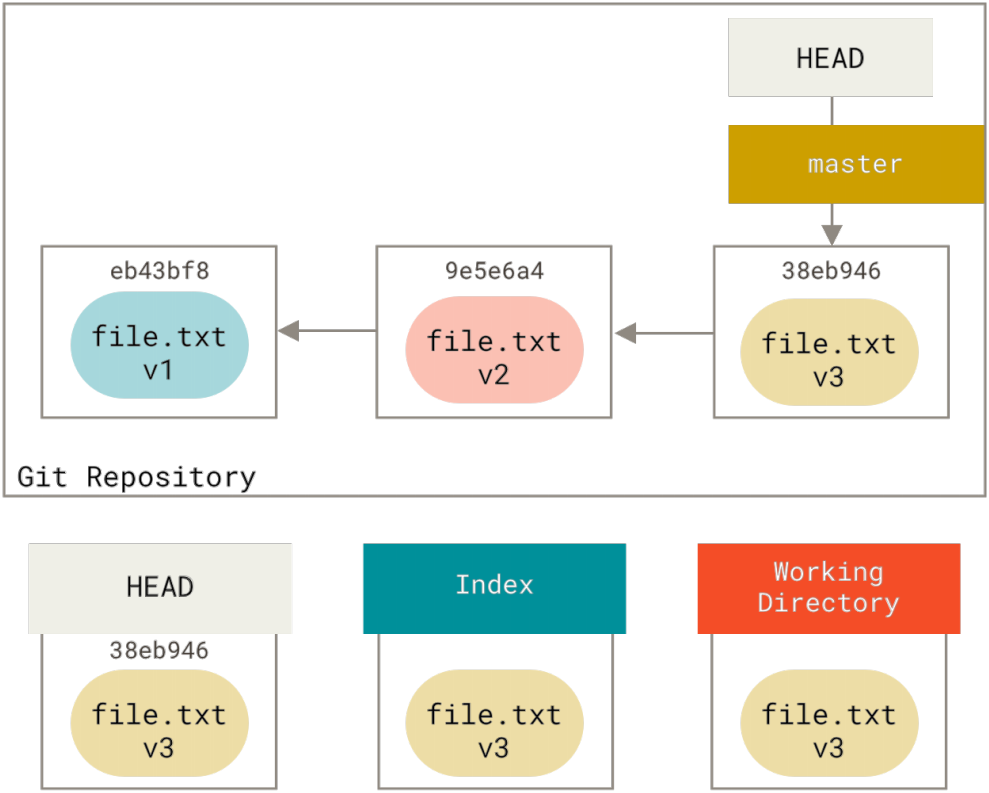 HEAD
master
eb43bf8
9e5e6a4
38eb946
file.txt
v1
file.txt
v2
file.txt
v3
Git Repository
HEAD
Index
Working
Directory
38eb946
file.txt
v3
file.txt
v3
file.txt
v3